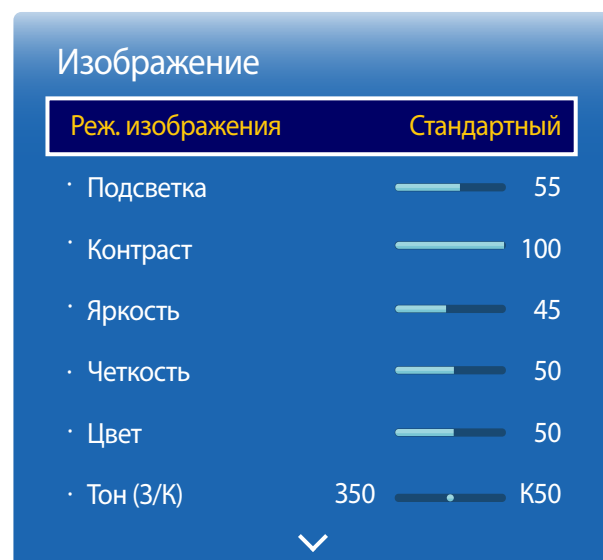 Изображение
Реж. изображения Стандартный
· Подсветка 55
· Контраст 100
· Яркость 45
· Четкость 50
· Цвет 50
· Тон (З/К) З50 К50